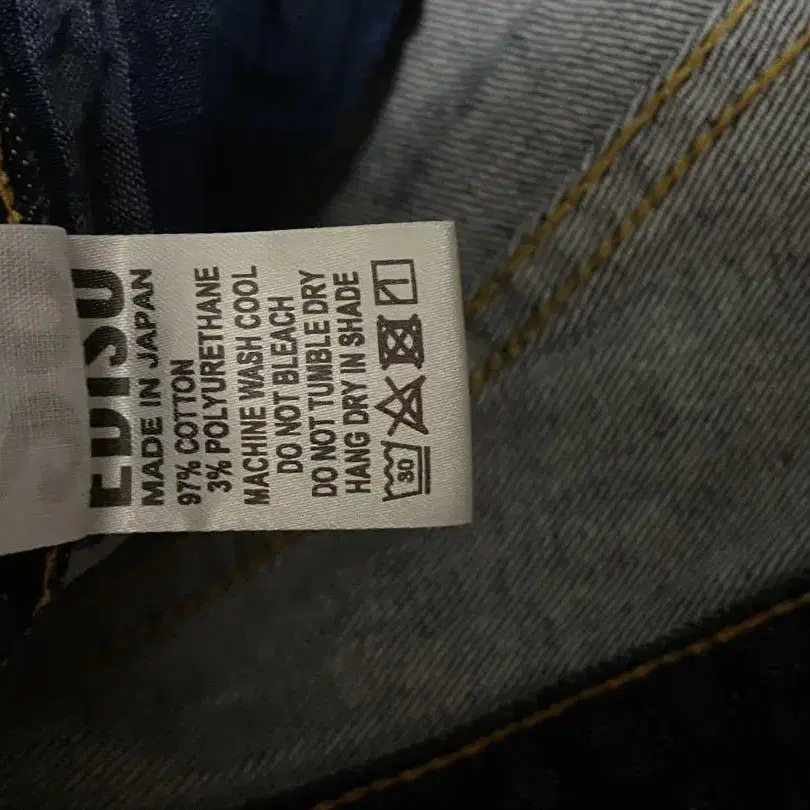 MADE IN JAPAN
97% COTTON
3% POLYURETHANE
MACHINE WASH COOL
DO NOT BLEACH
DO NOT TUMBLE DRY
HANG DRY IN SHADE
30